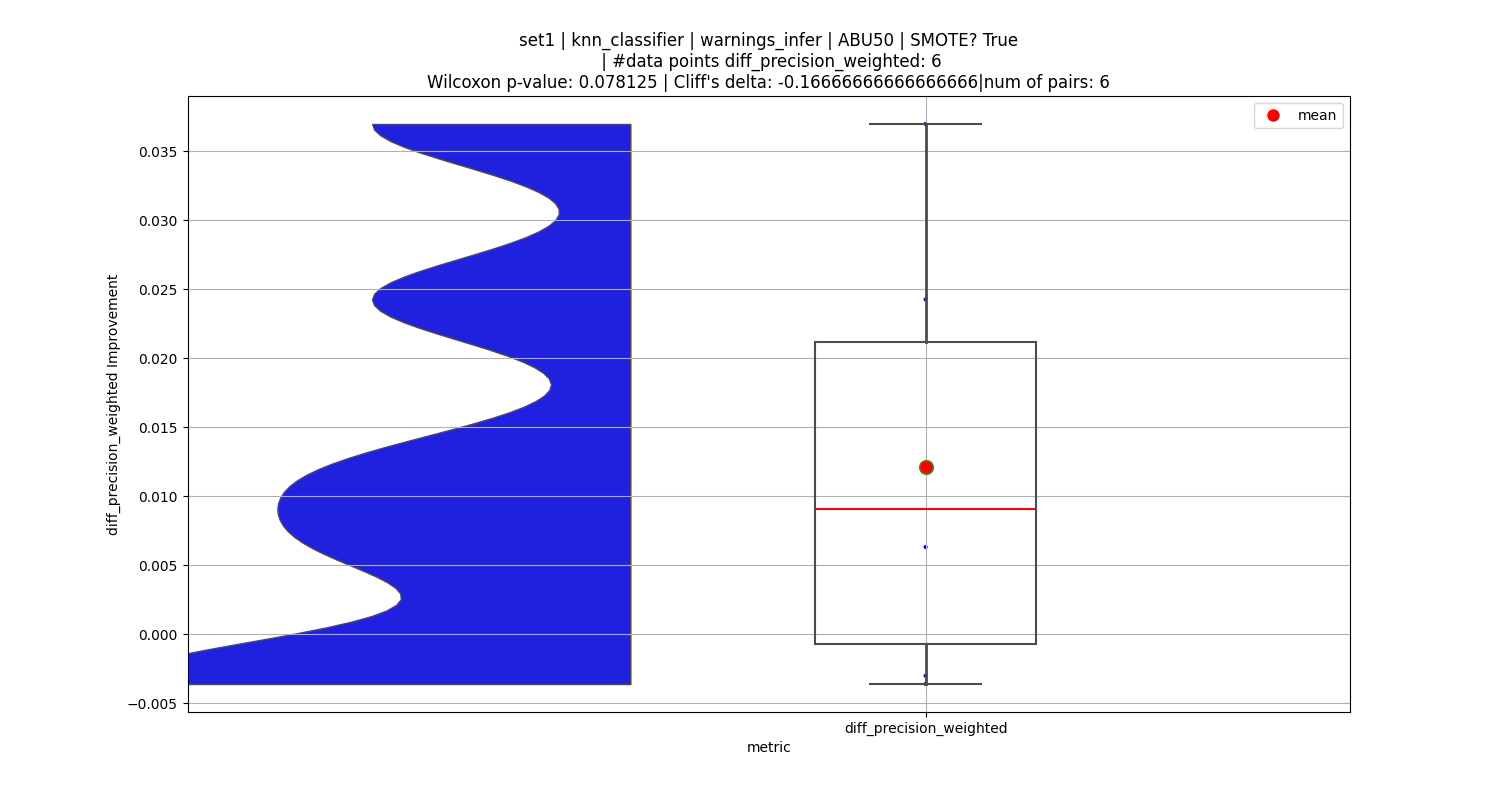 set1 | knn_classifier | warnings_infer | ABU50 | SMOTE? True
| #data points diff_precision_weighted: 6
Wilcoxon p-value: 0.078125 | Cliff's delta: -0.16666666666666666|num of pairs: 6
mean
0.035
0.030
0.025
0.020
0.015
0.010
0.005
0.000
−0.005
diff_precision_weighted Improvement
diff_precision_weighted
metric